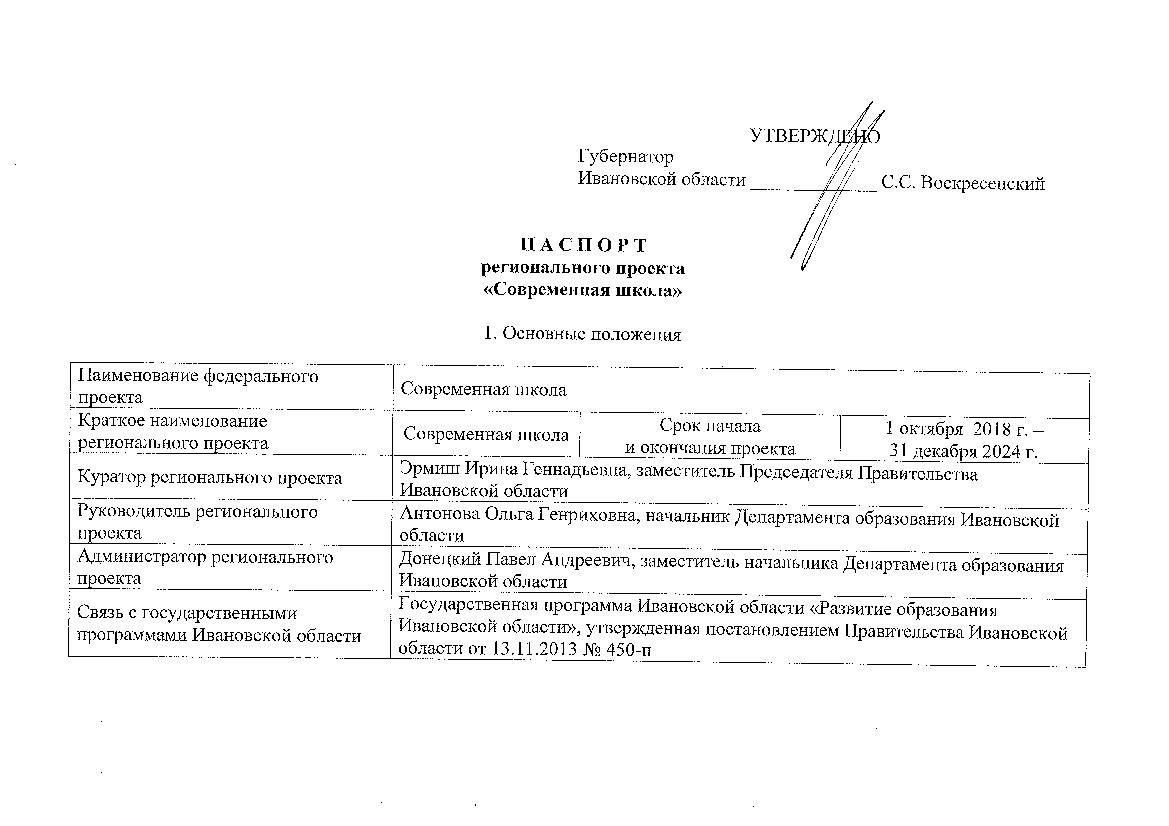 УТВЕРЖДЕНО
Губернатор
Ивановской области ______________ С.С. Воскресенский
П А С П О Р Т
регионального проекта
«Современная школа»
1. Основные положения
Наименование федерального
проекта
Современная школа
Краткое наименование
регионального проекта
Современная школа
Срок начала
и окончания проекта
1 октября 2018 г. –
31 декабря 2024 г.
Куратор регионального проекта
Эрмиш Ирина Геннадьевна, заместитель Председателя Правительства
Ивановской области
Руководитель регионального
проекта
Антонова Ольга Генриховна, начальник Департамента образования Ивановской
области
Администратор регионального
проекта
Донецкий Павел Андреевич, заместитель начальника Департамента образования
Ивановской области
Связь с государственными
программами Ивановской области
Государственная программа Ивановской области «Развитие образования
Ивановской области», утвержденная постановлением Правительства Ивановской
области от 13.11.2013 № 450-п